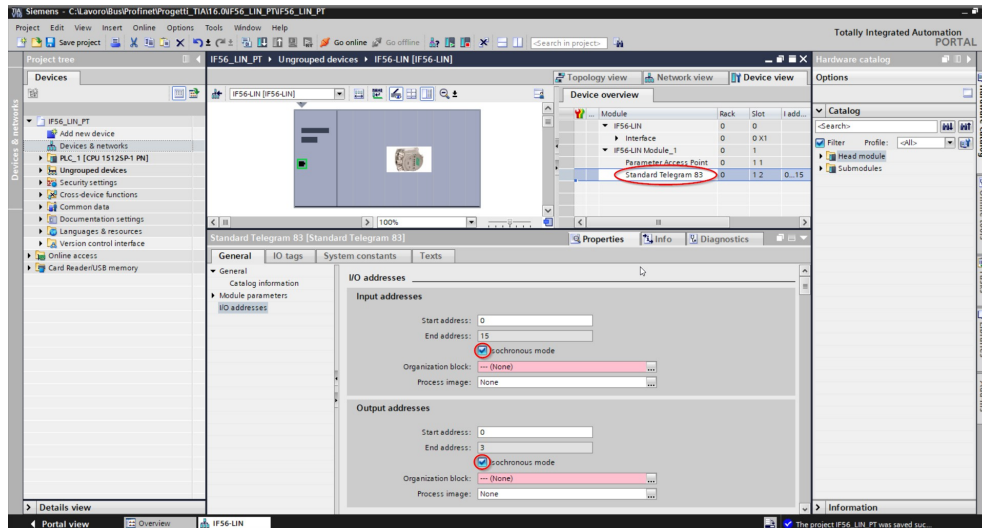 Siemens - C:\Lavoro\Bus\Profinet\Progetti_TIA\16.0\IF56_LIN_PT\IF56_LIN_PT
Project Edit View Insert Online Options Tools Window Help
Totally Integrated Automation
PORTAL
Save project
Go online
Go offline
<Search in project>
Project tree
IF56_LIN_PT ▸ Ungrouped devices ▸ IF56-LIN [IF56-LIN]
Hardware catalog
Devices
Topology view
Network view
Device view
Options
IF56-LIN [IF56-LIN]
Device overview
Devices & networks
IF56_LIN_PT
Add new device
Devices & networks
PLC_1 [CPU 1512SP-1 PN]
Ungrouped devices
Security settings
Cross-device functions
Common data
Documentation settings
Languages & resources
Version control interface
Online access
Card Reader/USB memory
... Module Rack Slot I add...
IF56-LIN 0 0
Interface 0 0 X1
IF56-LIN Module_1 0 1
Parameter Access Point 0 1 1
Standard Telegram 83 0 1 2 0...15
Catalog
<Search>
Filter Profile: <All>
Head module
Submodules
100%
Standard Telegram 83 [Standard Telegram 83]
Properties
Info
Diagnostics
General IO tags System constants Texts
General
Catalog information
Module parameters
I/O addresses
I/O addresses
Input addresses
Start address: 0
End address: 15
Isochronous mode
Organization block: --- (None)
Process image: None
Output addresses
Start address: 0
End address: 3
Isochronous mode
Organization block: --- (None)
Process image: None
Details view
Information
Portal view
Overview
IF56-LIN
The project IF56_LIN_PT was saved suc...